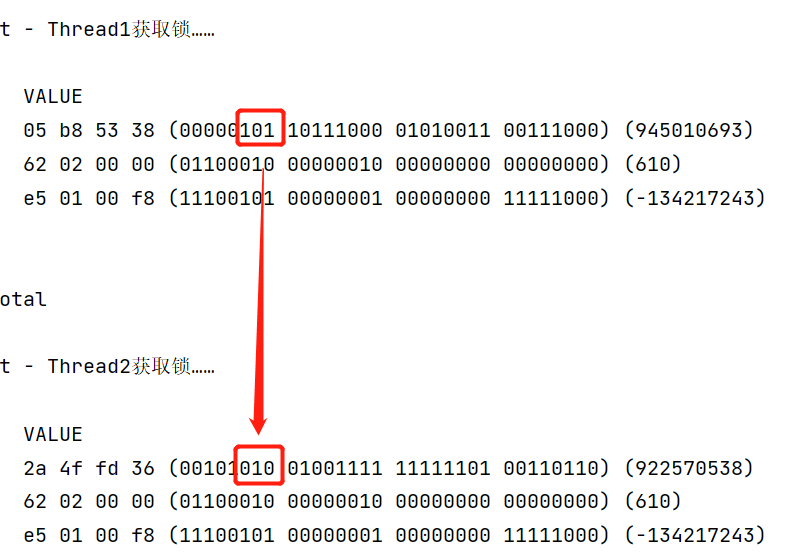 t - Thread1获取锁……
VALUE
05 b8 53 38 (00000101 10111000 01010011 00111000) (945010693)
62 02 00 00 (01100010 00000010 00000000 00000000) (610)
e5 01 00 f8 (11100101 00000001 00000000 11111000) (-134217243)
otal
t - Thread2获取锁……
VALUE
2a 4f fd 36 (00101010 01001111 11111101 00110110) (922570538)
62 02 00 00 (01100010 00000010 00000000 00000000) (610)
e5 01 00 f8 (11100101 00000001 00000000 11111000) (-134217243)